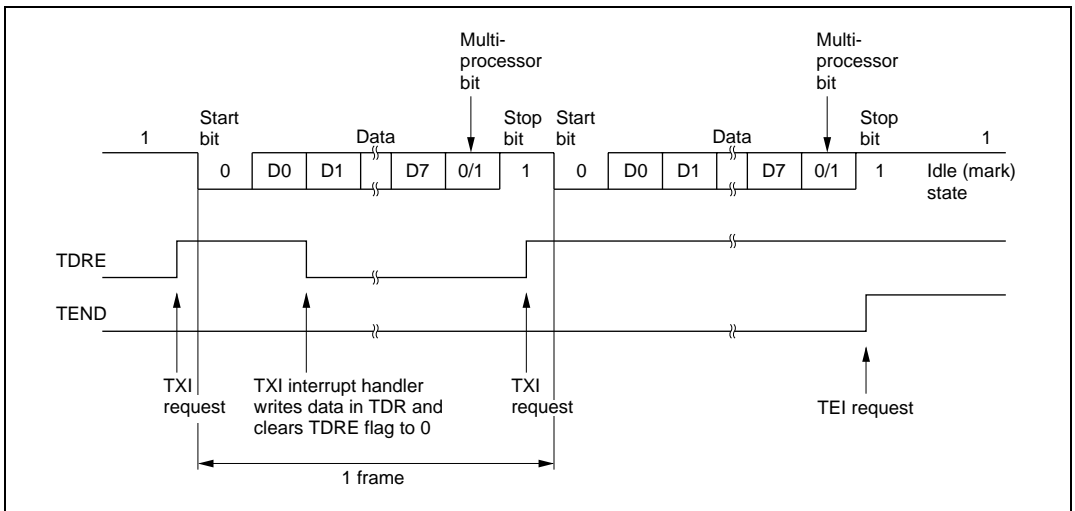 Multi-
processor
bit
Multi-
processor
bit
1
Start
bit
Data
Stop
bit
Start
bit
Data
Stop
bit
1
0 D0 D1 D7 0/1 1 0 D0 D1 D7 0/1 1
Idle (mark)
state
TDRE
TEND
TXI
request
TXI interrupt handler
writes data in TDR and
clears TDRE flag to 0
TXI
request
TEI request
1 frame